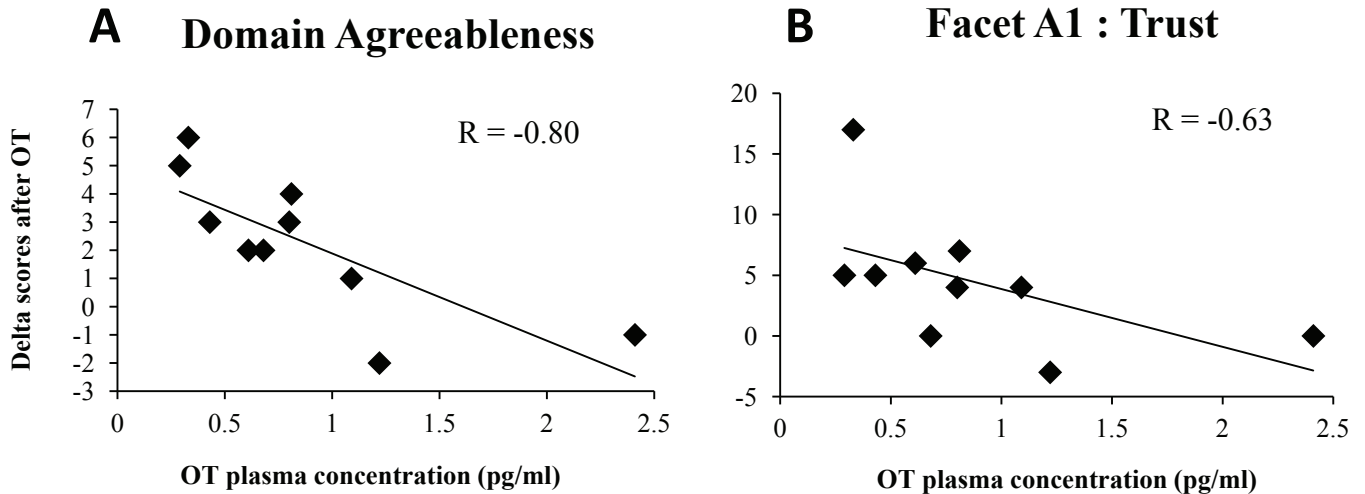 A Domain Agreeableness
R = -0.80
Delta scores after OT
7
6
5
4
3
2
1
0
-1
-2
-3
0 0.5 1 1.5 2 2.5
OT plasma concentration (pg/ml)
B Facet A1 : Trust
R = -0.63
20
15
10
5
0
-5
0 0.5 1 1.5 2 2.5
OT plasma concentration (pg/ml)